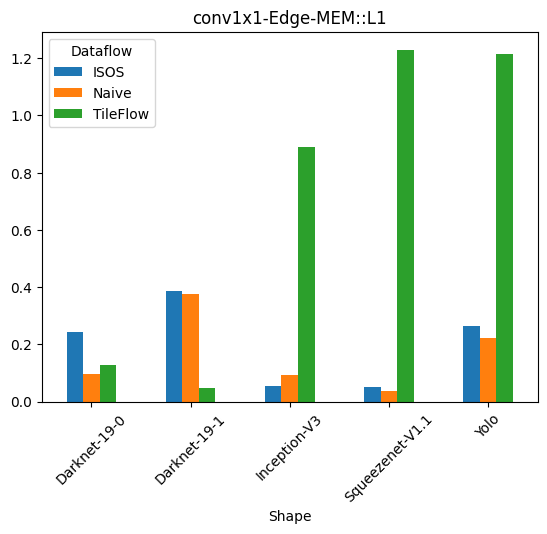 conv1x1-Edge-MEM::L1
Dataflow
ISOS
Naive
TileFlow
1.2
1.0
0.8
0.6
0.4
0.2
0.0
Darknet-19-0
Darknet-19-1
Inception-V3
Squeezenet-V1.1
Yolo
Shape